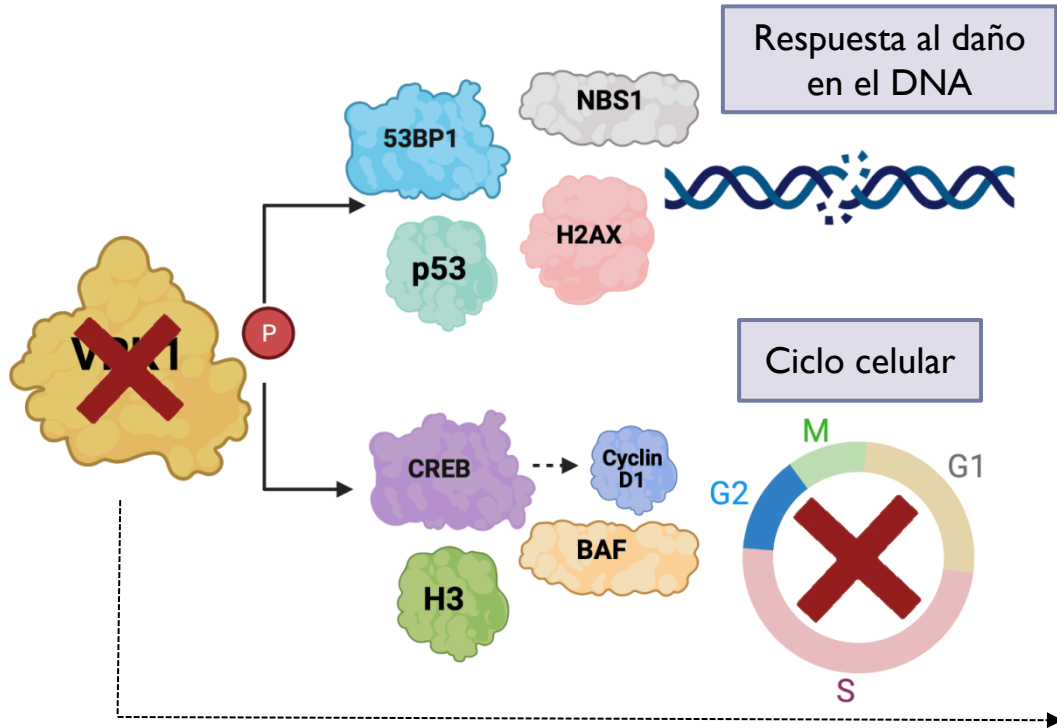 Respuesta al daño
en el DNA
53BP1
NBS1
p53
H2AX
VRK1
P
Ciclo celular
CREB
Cyclin
D1
BAF
H3
M
G1
G2
S